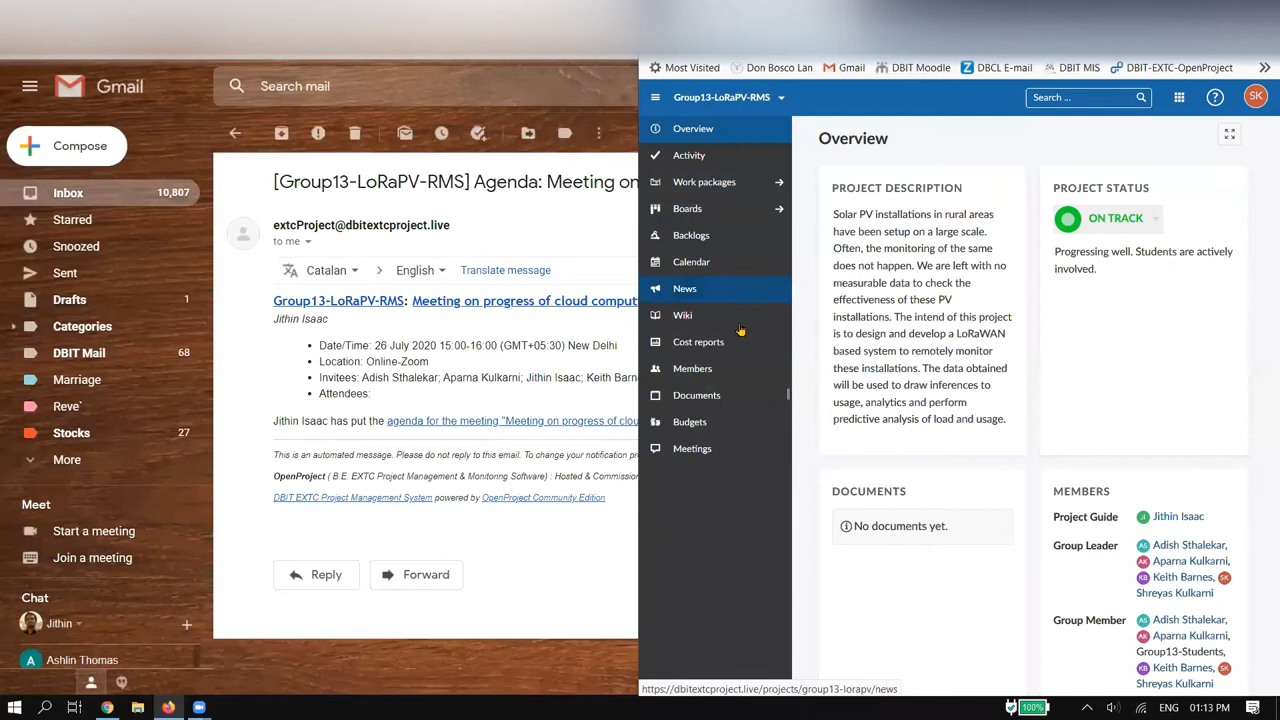 Gmail
Search mail
Compose
Inbox 10,807
Starred
Snoozed
Sent
Drafts 1
Categories
DBIT Mail 68
Marriage
Reve`
Stocks 27
More
Meet
Start a meeting
Join a meeting
Chat
Jithin
+
A Ashlin Thomas
[Group13-LoRaPV-RMS] Agenda: Meeting on
extcProject@dbitextcproject.live
to me
Catalan > English Translate message
Group13-LoRaPV-RMS: Meeting on progress of cloud comput
Jithin Isaac
• Date/Time: 26 July 2020 15:00-16:00 (GMT+05:30) New Delhi
• Location: Online-Zoom
• Invitees: Adish Sthalekar; Aparna Kulkarni; Jithin Isaac; Keith Barn
• Attendees:
Jithin Isaac has put the agenda for the meeting "Meeting on progress of clou
This is an automated message. Please do not reply to this email. To change your notification pr
OpenProject ( B.E. EXTC Project Management & Monitoring Software) : Hosted & Commission
DBIT EXTC Project Management System powered by OpenProject Community Edition
Reply
Forward
Most Visited Don Bosco Lan Gmail DBIT Moodle DBCL E-mail DBIT MIS DBIT-EXTC-OpenProject
Group13-LoRaPV-RMS
Search ...
?
SK
Overview
Activity
Work packages
Boards
Backlogs
Calendar
News
Wiki
Cost reports
Members
Documents
Budgets
Meetings
Overview
PROJECT DESCRIPTION
Solar PV installations in rural areas
have been setup on a large scale.
Often, the monitoring of the same
does not happen. We are left with no
measurable data to check the
effectiveness of these PV
installations. The intend of this project
is to design and develop a LoRaWAN
based system to remotely monitor
these installations. The data obtained
will be used to draw inferences to
usage, analytics and perform
predictive analysis of load and usage.
PROJECT STATUS
ON TRACK
Progressing well. Students are actively
involved.
DOCUMENTS
No documents yet.
MEMBERS
Project Guide JI Jithin Isaac
Group Leader AS Adish Sthalekar,
AK Aparna Kulkarni,
KB Keith Barnes, SK
Shreyas Kulkarni
Group Member AS Adish Sthalekar,
AK Aparna Kulkarni,
Group13-Students,
KB Keith Barnes, SK
Shreyas Kulkarni
https://dbitextcproject.live/projects/group13-lorapv/news
100%
ENG
01:13 PM